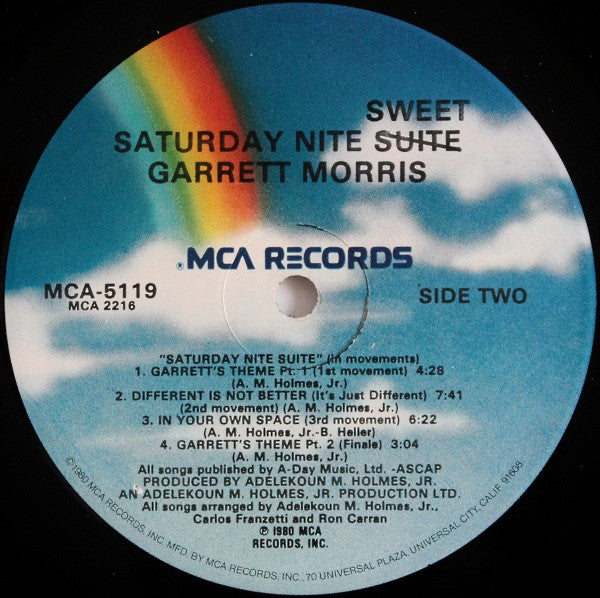 SWEET
SATURDAY NITE SUITE
GARRETT MORRIS
®MCA RECORDS
MCA-5119
MCA 2216
SIDE TWO
"SATURDAY NITE SUITE" (in movements)
1. GARRETT'S THEME Pt. 1 (1st movement) 4:28
(A. M. Holmes, Jr.)
2. DIFFERENT IS NOT BETTER (It's Just Different) 7:41
(2nd movement) (A. M. Holmes, Jr.)
3. IN YOUR OWN SPACE (3rd movement) 6:22
(A. M. Holmes, Jr.-B. Heller)
4. GARRETT'S THEME Pt. 2 (Finale) 3:04
(A. M. Holmes, Jr.)
All songs published by A-Day Music, Ltd. -ASCAP
PRODUCED BY ADELEKOUN M. HOLMES, JR.
AN ADELEKOUN M. HOLMES, JR. PRODUCTION LTD.
All songs arranged by Adelekoun M. Holmes, Jr.,
Carlos Franzetti and Ron Carran
℗ 1980 MCA
RECORDS, INC.
©1980 MCA RECORDS, INC. MFD. BY MCA RECORDS, INC., 70 UNIVERSAL PLAZA, UNIVERSAL CITY, CALIF. 91608